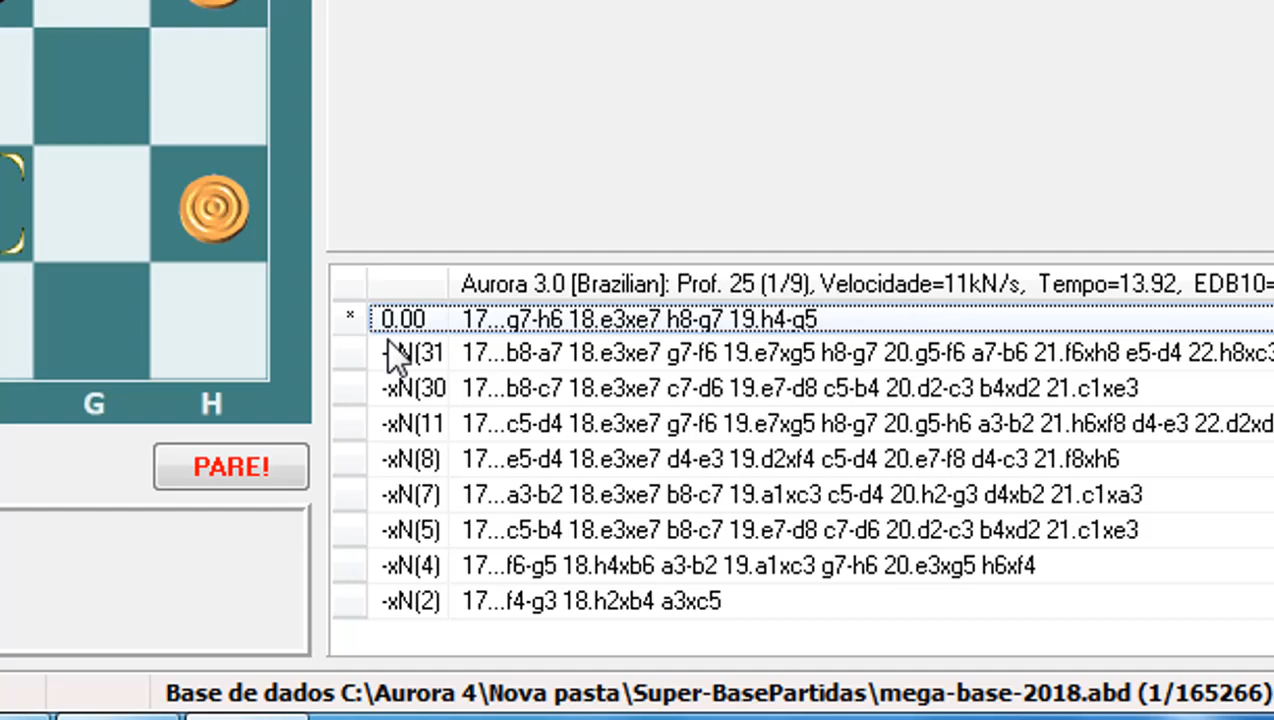 Aurora 3.0 [Brazilian]: Prof. 25 (1/9), Velocidade=11kN/s, Tempo=13.92, EDB10=
* 0.00 17...g7-h6 18.e3xe7 h8-g7 19.h4-g5
-xN(31 17...b8-a7 18.e3xe7 g7-f6 19.e7xg5 h8-g7 20.g5-f6 a7-b6 21.f6xh8 e5-d4 22.h8xc3
-xN(30 17...b8-c7 18.e3xe7 c7-d6 19.e7-d8 c5-b4 20.d2-c3 b4xd2 21.c1xe3
-xN(11 17...c5-d4 18.e3xe7 g7-f6 19.e7xg5 h8-g7 20.g5-h6 a3-b2 21.h6xf8 d4-e3 22.d2xd
-xN(8) 17...e5-d4 18.e3xe7 d4-e3 19.d2xf4 c5-d4 20.e7-f8 d4-c3 21.f8xh6
-xN(7) 17...a3-b2 18.e3xe7 b8-c7 19.a1xc3 c5-d4 20.h2-g3 d4xb2 21.c1xa3
-xN(5) 17...c5-b4 18.e3xe7 b8-c7 19.e7-d8 c7-d6 20.d2-c3 b4xd2 21.c1xe3
-xN(4) 17...f6-g5 18.h4xb6 a3-b2 19.a1xc3 g7-h6 20.e3xg5 h6xf4
-xN(2) 17...f4-g3 18.h2xb4 a3xc5
G H
PARE!
Base de dados C:\Aurora 4\Nova pasta\Super-BasePartidas\mega-base-2018.abd (1/165266)